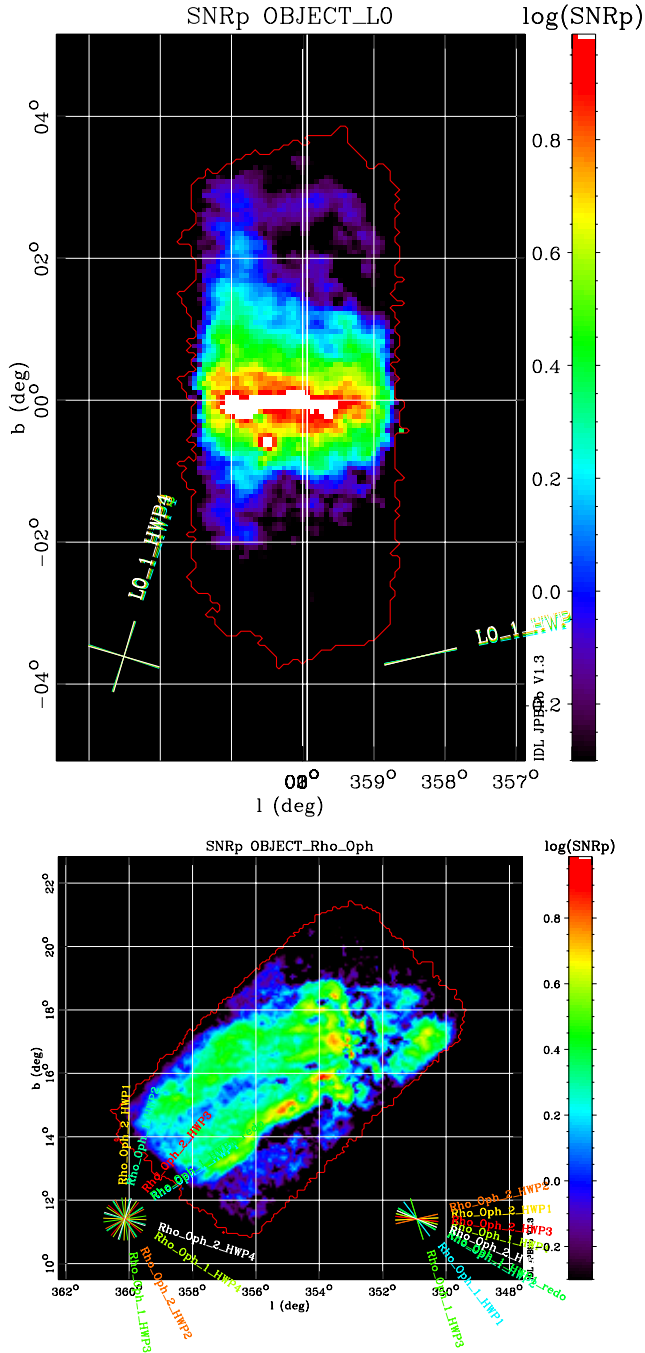 SNRp OBJECT_L0
log(SNRp)
04°
02°
00°
−02°
−04°
b (deg)
0.8
0.6
0.4
0.2
0.0
L0_1_HWP4
L0_1_HWP
IDL JPBlib V1.3
359° 358° 357°
l (deg)
SNRp OBJECT_Rho_Oph
log(SNRp)
22°
20°
18°
16°
14°
12°
10°
b (deg)
0.8
0.6
0.4
0.2
0.0
−0.2
Rho_Oph_2_HWP1
Rho_Oph_2_HWP3
Rho_Oph_2_HWP4
Rho_Oph_1_HWP4
Rho_Oph_2_HWP2
Rho_Oph_1_HWP3
Rho_Oph_2_HWP2
Rho_Oph_2_HWP1
Rho_Oph_2_HWP3
Rho_Oph_1_HWP1
Rho_Oph_1_HWP3
362° 360° 358° 356° 354° 352° 350° 348°
l (deg)